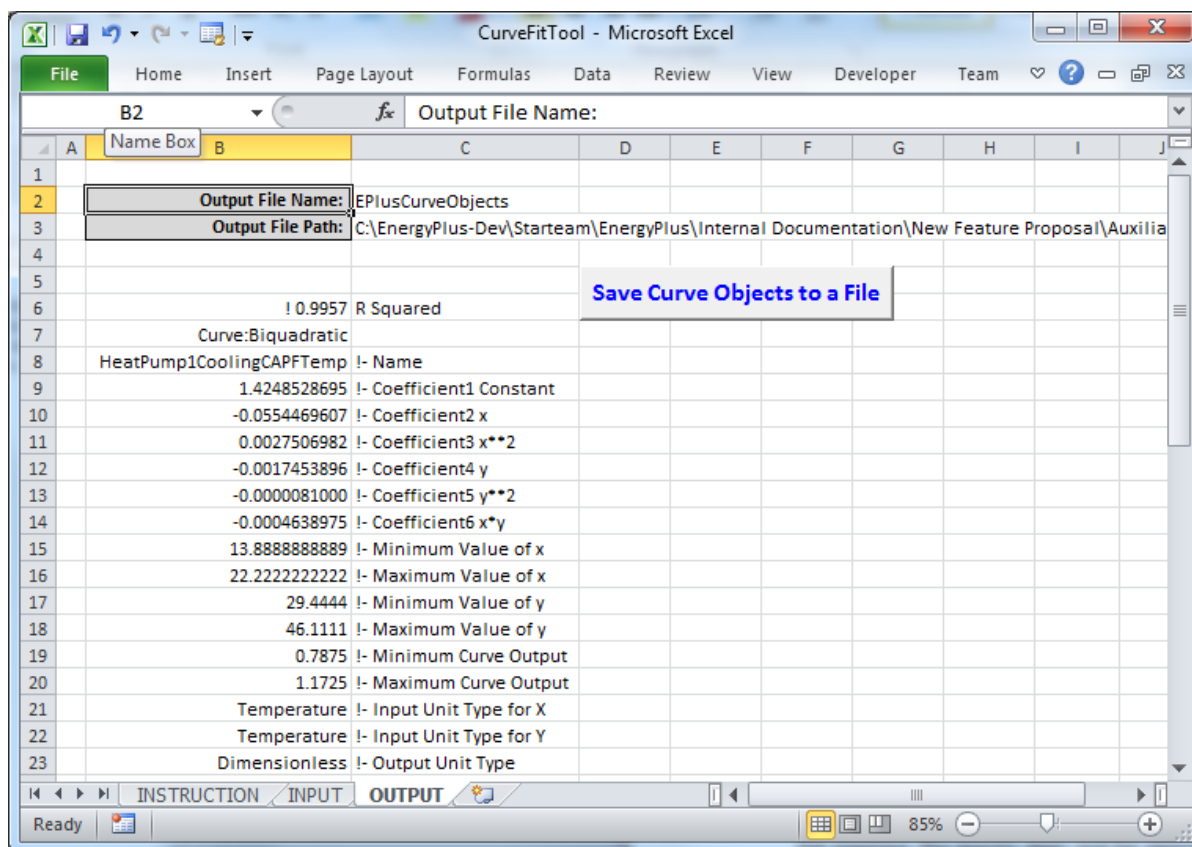 CurveFitTool - Microsoft Excel
File Home Insert Page Layout Formulas Data Review View Developer Team
B2 fx Output File Name:
Name Box
A B C D E F G H I J
1
2 Output File Name: EPlusCurveObjects
3 Output File Path: C:\EnergyPlus-Dev\Starteam\EnergyPlus\Internal Documentation\New Feature Proposal\Auxilia
4
5
Save Curve Objects to a File
6 ! 0.9957 R Squared
7 Curve:Biquadratic
8 HeatPump1CoolingCAPFTemp !- Name
9 1.4248528695 !- Coefficient1 Constant
10 -0.0554469607 !- Coefficient2 x
11 0.0027506982 !- Coefficient3 x**2
12 -0.0017453896 !- Coefficient4 y
13 -0.0000081000 !- Coefficient5 y**2
14 -0.0004638975 !- Coefficient6 x*y
15 13.8888888889 !- Minimum Value of x
16 22.2222222222 !- Maximum Value of x
17 29.4444 !- Minimum Value of y
18 46.1111 !- Maximum Value of y
19 0.7875 !- Minimum Curve Output
20 1.1725 !- Maximum Curve Output
21 Temperature !- Input Unit Type for X
22 Temperature !- Input Unit Type for Y
23 Dimensionless !- Output Unit Type
INSTRUCTION INPUT OUTPUT
Ready 85%